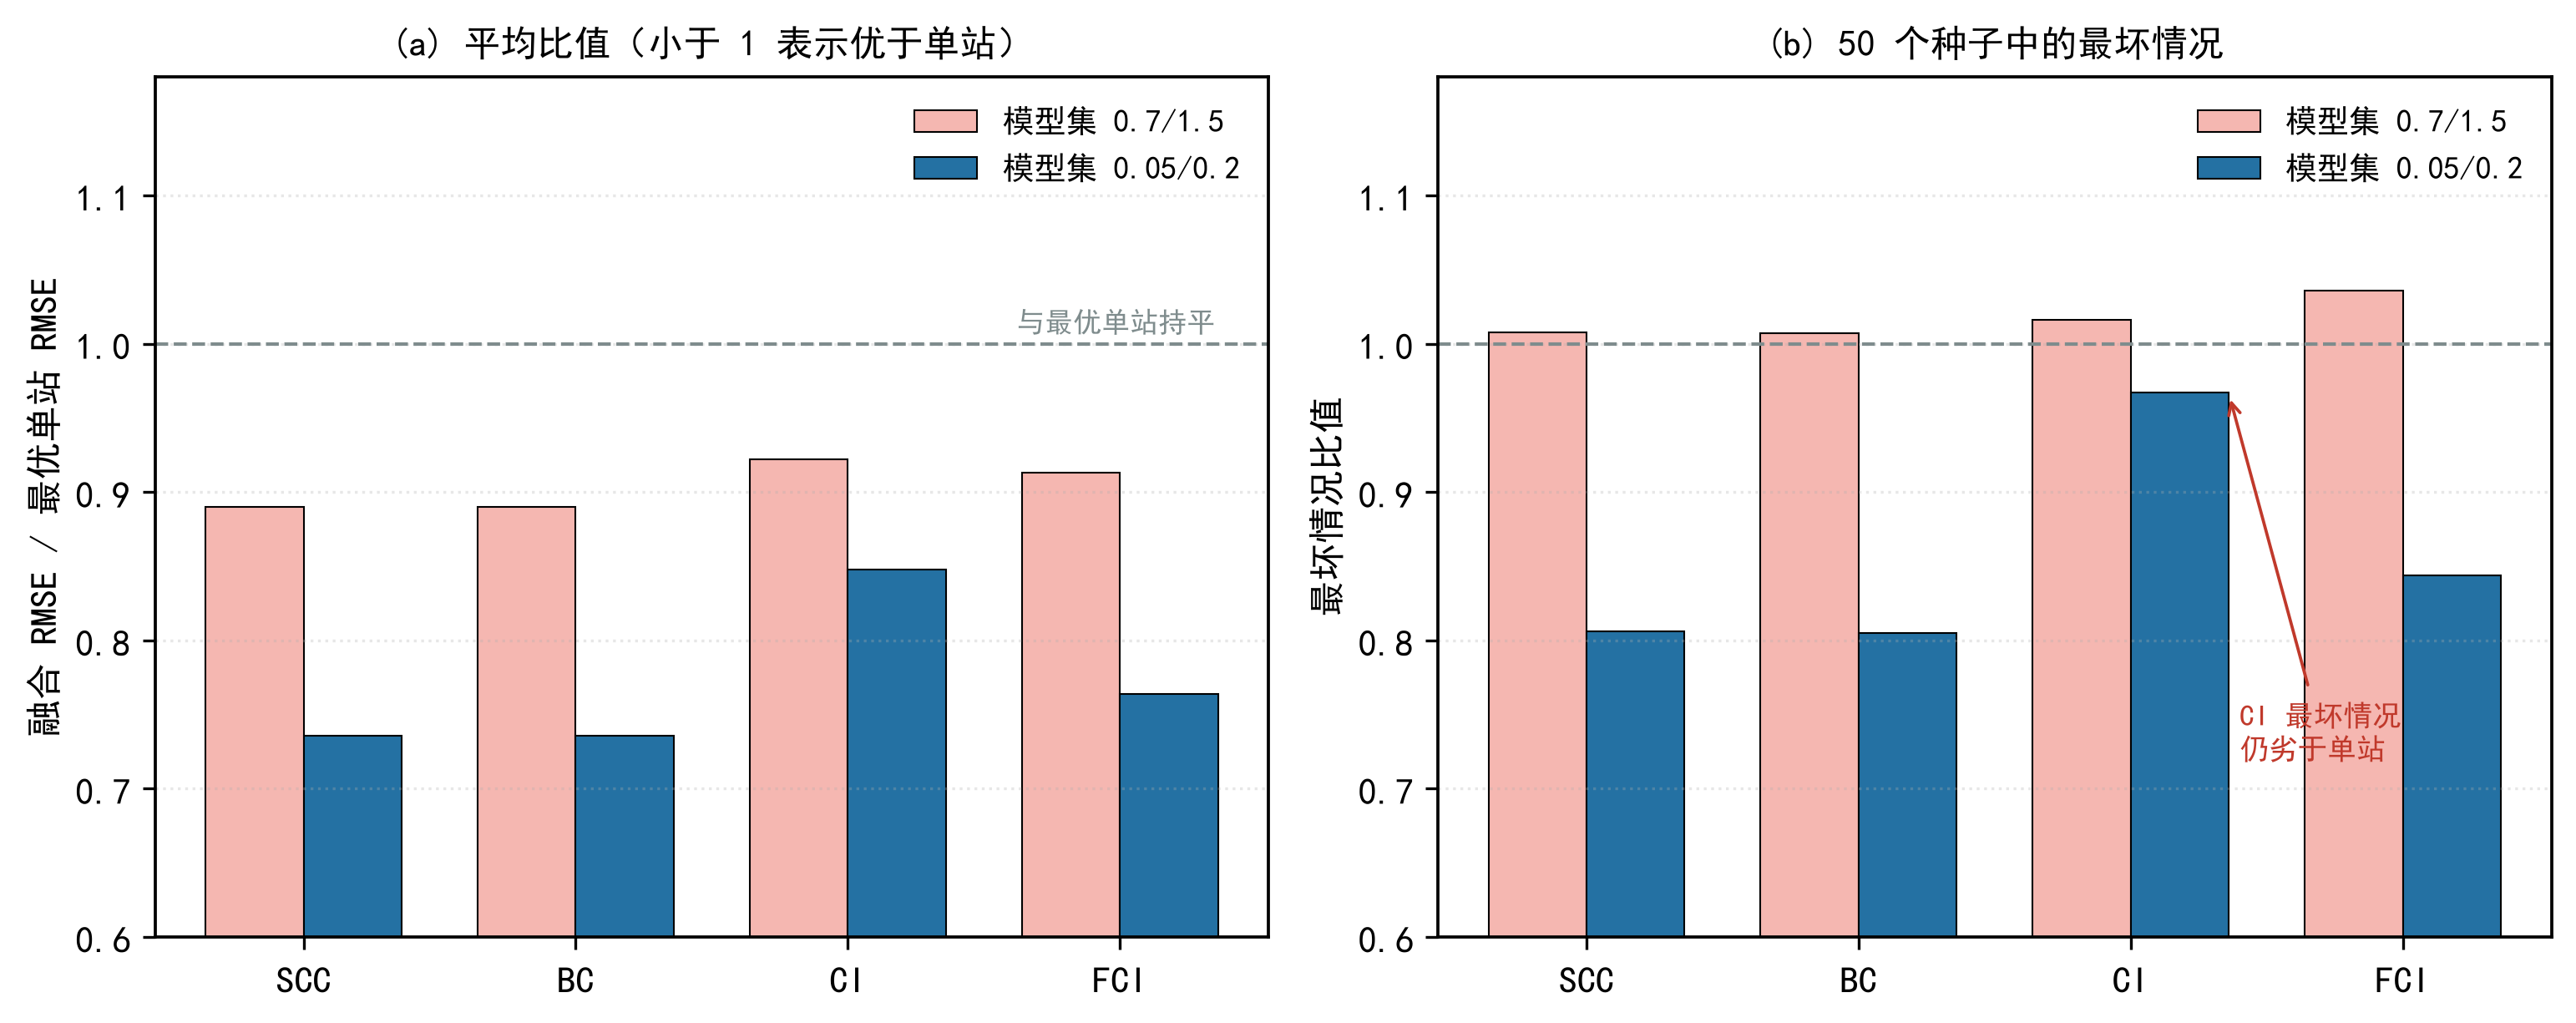 (a) 平均比值（小于 1 表示优于单站）
模型集 0.7/1.5
模型集 0.05/0.2
与最优单站持平
融合 RMSE / 最优单站 RMSE
1.1
1.0
0.9
0.8
0.7
0.6
SCC
BC
CI
FCI
(b) 50 个种子中的最坏情况
模型集 0.7/1.5
模型集 0.05/0.2
最坏情况比值
1.1
1.0
0.9
0.8
0.7
0.6
CI 最坏情况
仍劣于单站
SCC
BC
CI
FCI